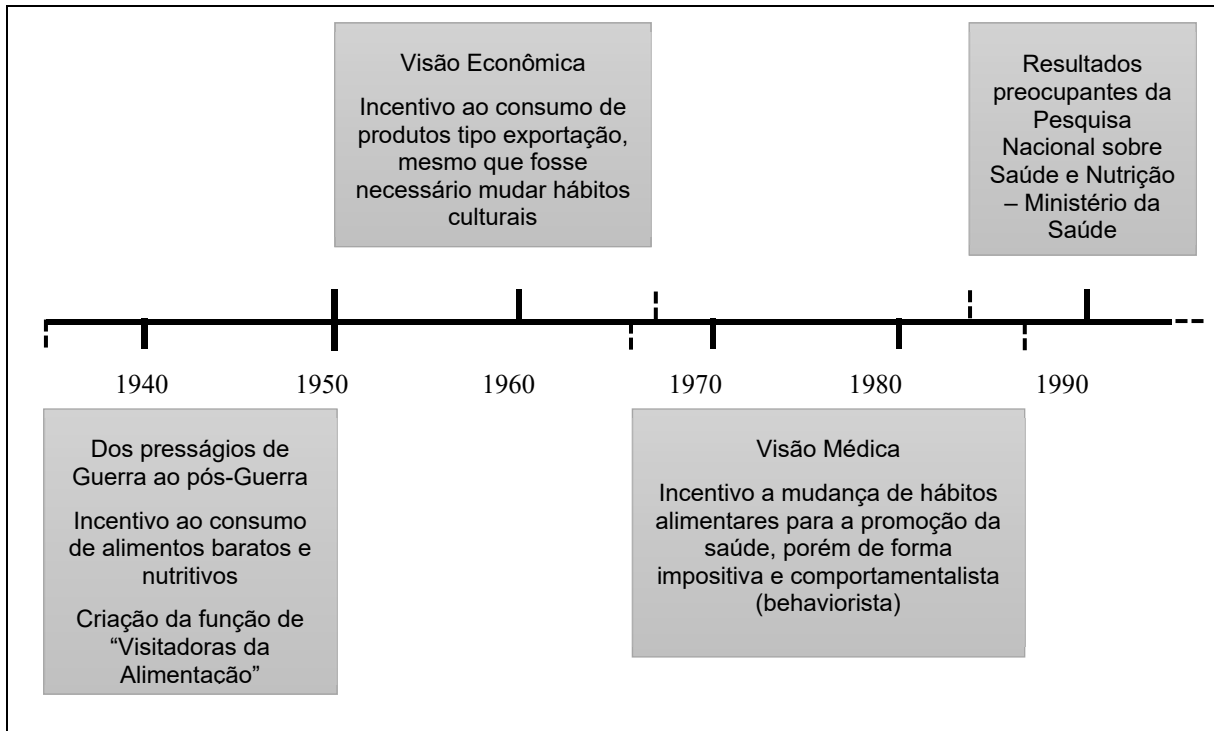 Visão Econômica
Incentivo ao consumo de
produtos tipo exportação,
mesmo que fosse
necessário mudar hábitos
culturais
Resultados
preocupantes da
Pesquisa
Nacional sobre
Saúde e Nutrição
– Ministério da
Saúde
1940
1950
1960
1970
1980
1990
Dos presságios de
Guerra ao pós-Guerra
Incentivo ao consumo
de alimentos baratos e
nutritivos
Criação da função de
“Visitadoras da
Alimentação”
Visão Médica
Incentivo a mudança de hábitos
alimentares para a promoção da
saúde, porém de forma
impositiva e comportamentalista
(behaviorista)